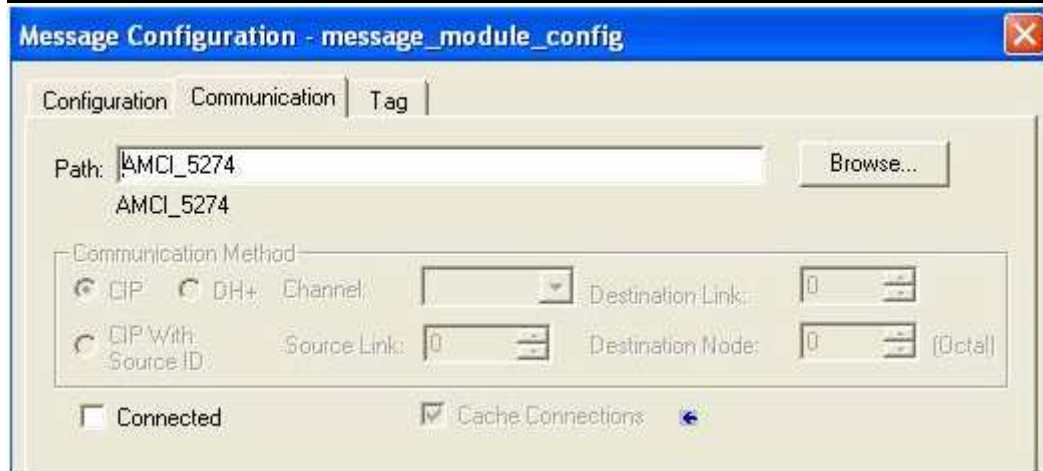 Message Configuration - message_module_config
Configuration Communication Tag
Path: AMCI_5274 Browse...
AMCI_5274
Communication Method
CIP DH+ Channel: Destination Link: 0
CIP With Source ID Source Link: 0 Destination Node: 0 (Octal)
Connected Cache Connections